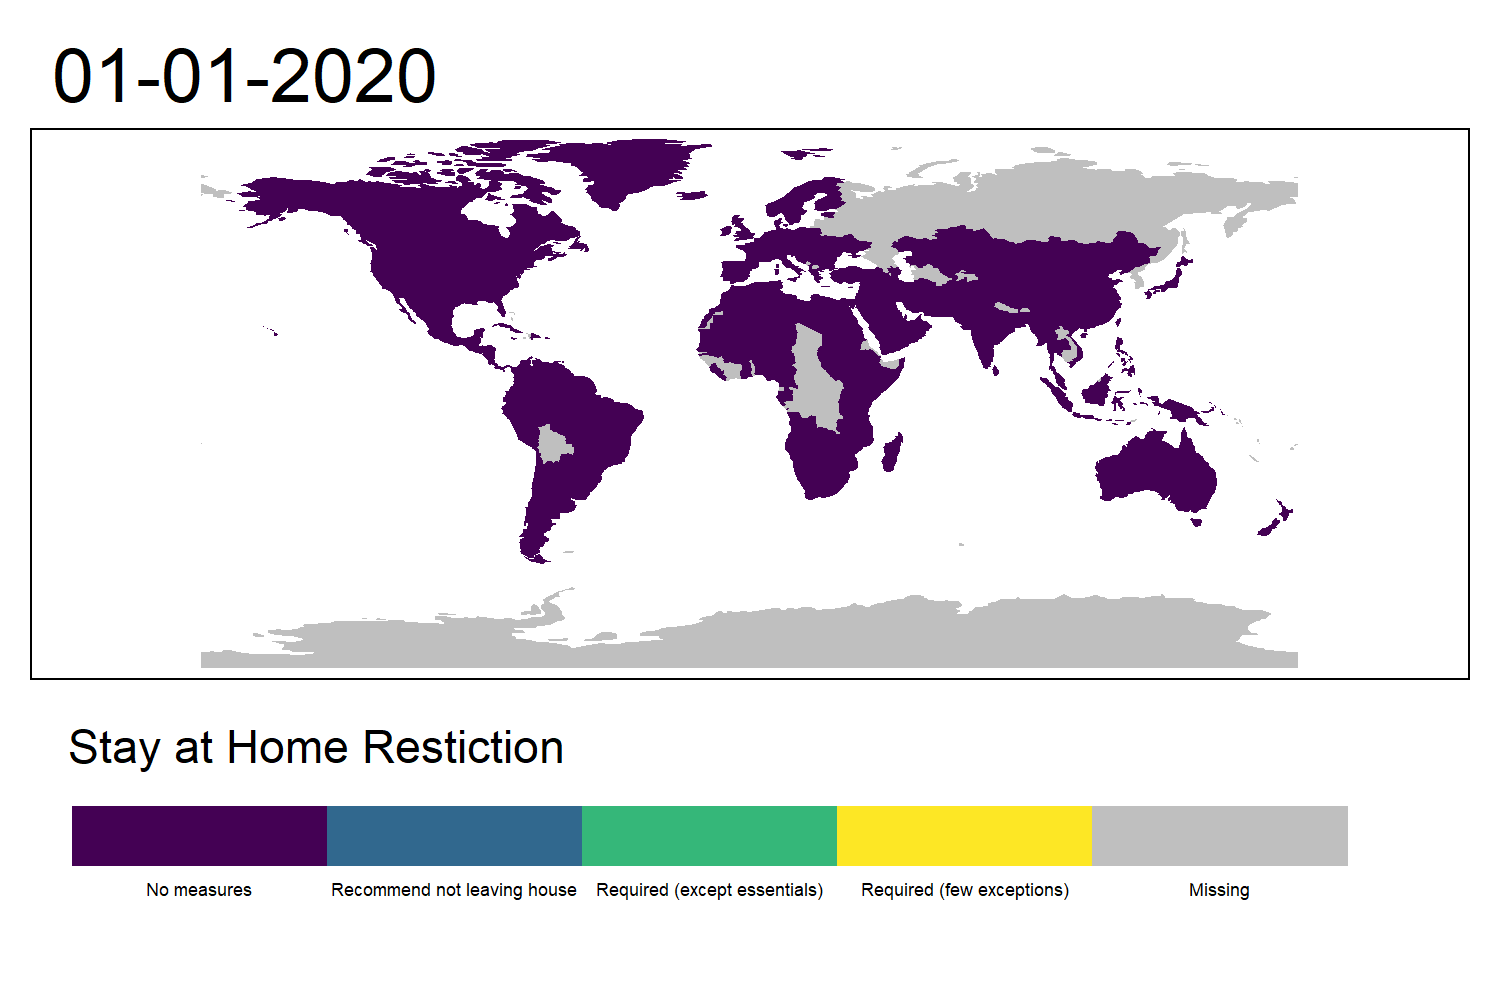 01-01-2020
Stay at Home Restiction
No measures
Recommend not leaving house
Required (except essentials)
Required (few exceptions)
Missing